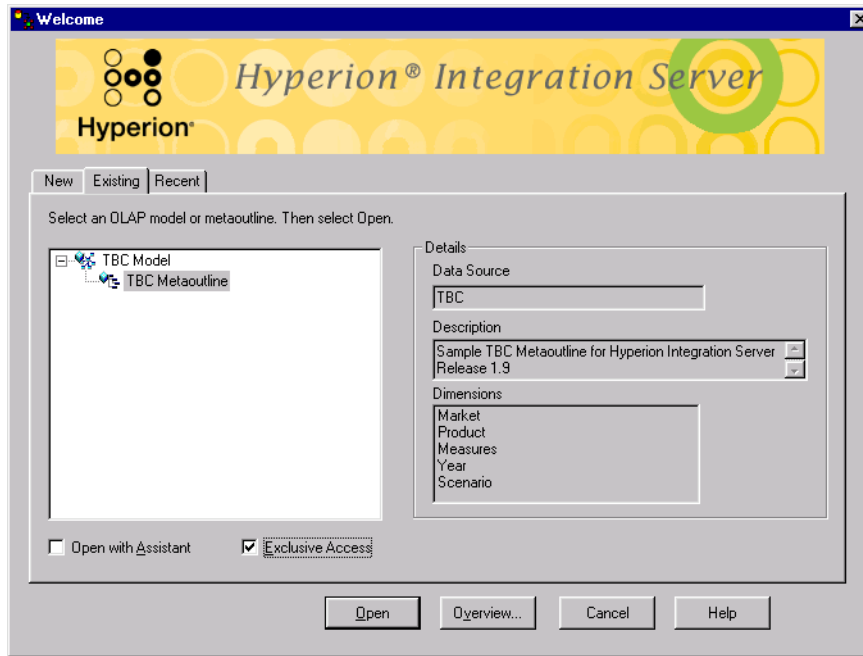 Welcome
Hyperion® Integration Server
Hyperion®
New Existing Recent
Select an OLAP model or metaoutline. Then select Open.
TBC Model
TBC Metaoutline
Details
Data Source
TBC
Description
Sample TBC Metaoutline for Hyperion Integration Server
Release 1.9
Dimensions
Market
Product
Measures
Year
Scenario
Open with Assistant
Exclusive Access
Open
Overview...
Cancel
Help